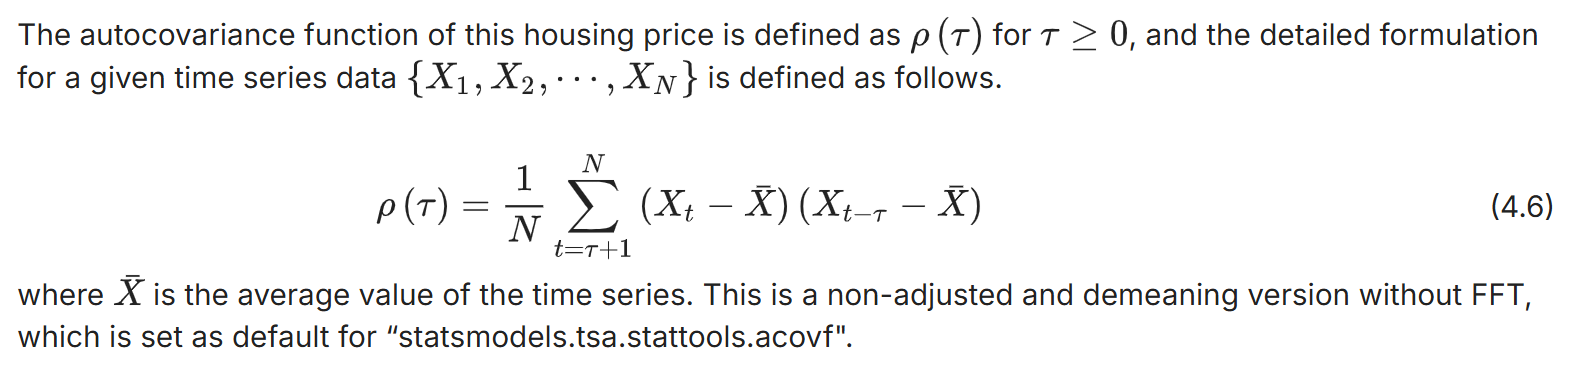 The autocovariance function of this housing price is defined as ρ (τ) for τ ≥ 0, and the detailed formulation
for a given time series data {X₁, X₂, ⋯ , X_N} is defined as follows.
ρ (τ) = \frac{1}{N} \sum_{t=τ+1}^{N} (X_t − X̄) (X_{t−τ} − X̄) (4.6)
where X̄ is the average value of the time series. This is a non-adjusted and demeaning version without FFT,
which is set as default for “statsmodels.tsa.stattools.acovf".